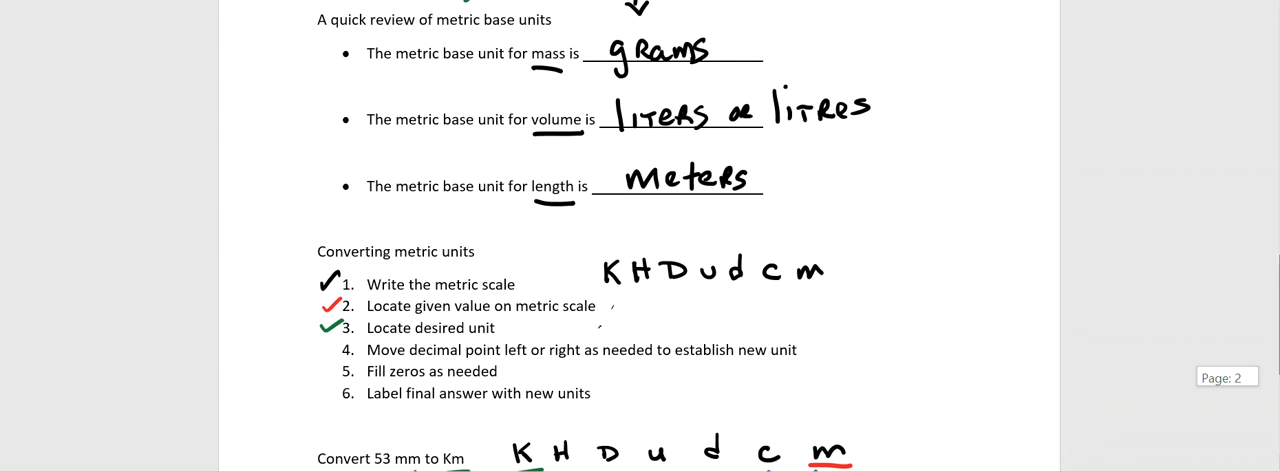 A quick review of metric base units
• The metric base unit for mass is gRams
• The metric base unit for volume is lITERS oR lITRes
• The metric base unit for length is meteRs
Converting metric units
K H D u d c m
1. Write the metric scale
2. Locate given value on metric scale
3. Locate desired unit
4. Move decimal point left or right as needed to establish new unit
Page: 2
5. Fill zeros as needed
6. Label final answer with new units
Convert 53 mm to Km K H D u d c m